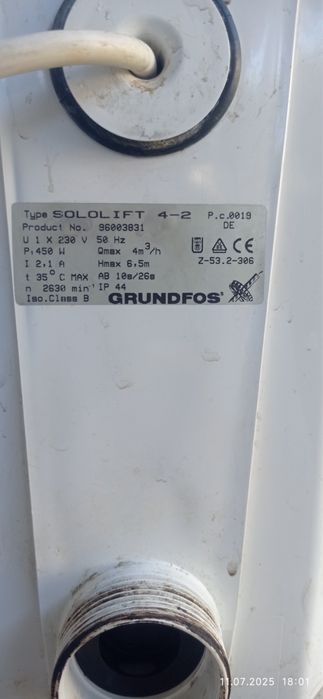 Type SOLOLIFT 4-2 P.c.0019
Product No. 96003831 DE
U 1 X 230 V 50 Hz
P₁450 W Qmax 4m³/h
I 2,1 A Hmax 6,5m Z-53.2-306
t 35°C MAX AB 10s/26s
n 2630 min⁻¹ IP 44
Iso.Class B GRUNDFOS
11.07.2025 18:01